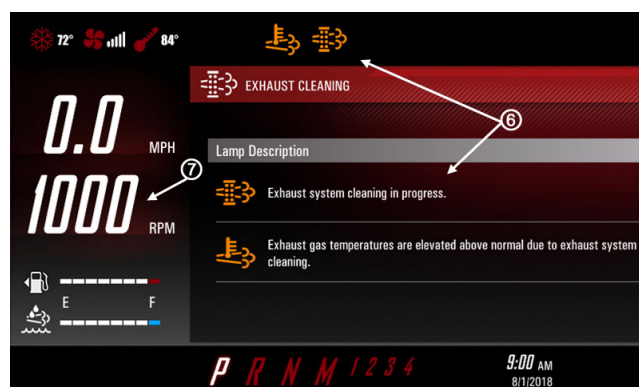 72° 84°
EXHAUST CLEANING
⑥
0.0 MPH
Lamp Description
⑦
1000 RPM
Exhaust system cleaning in progress.
Exhaust gas temperatures are elevated above normal due to exhaust system
cleaning.
E F
P R N M 1 2 3 4
9:00 AM
8/1/2018